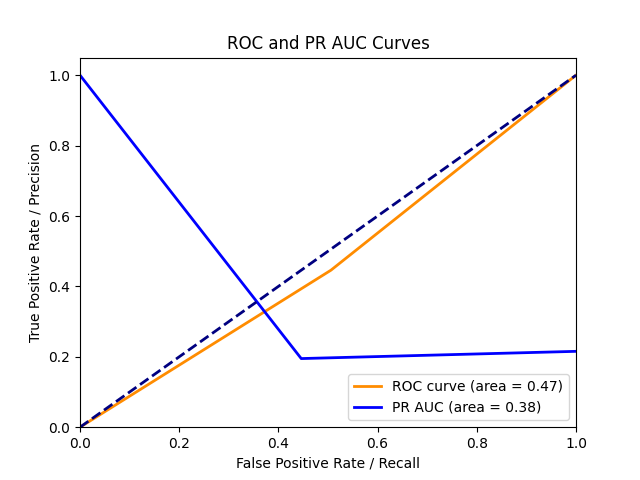 ROC and PR AUC Curves
True Positive Rate / Precision
1.0
0.8
0.6
0.4
0.2
0.0
0.0 0.2 0.4 0.6 0.8 1.0
False Positive Rate / Recall
ROC curve (area = 0.47)
PR AUC (area = 0.38)